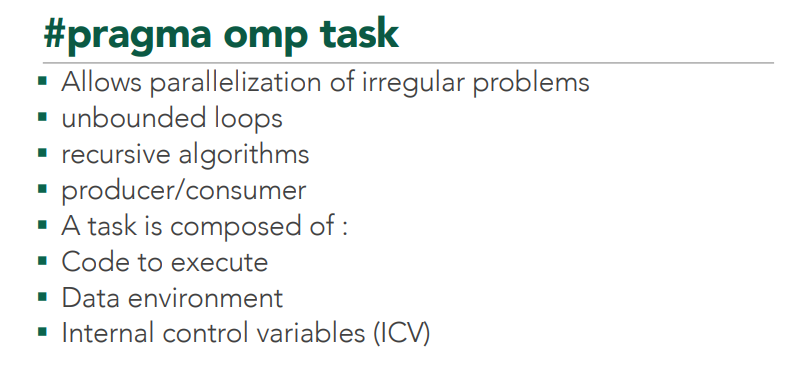 #pragma omp task
▪ Allows parallelization of irregular problems
▪ unbounded loops
▪ recursive algorithms
▪ producer/consumer
▪ A task is composed of :
▪ Code to execute
▪ Data environment
▪ Internal control variables (ICV)